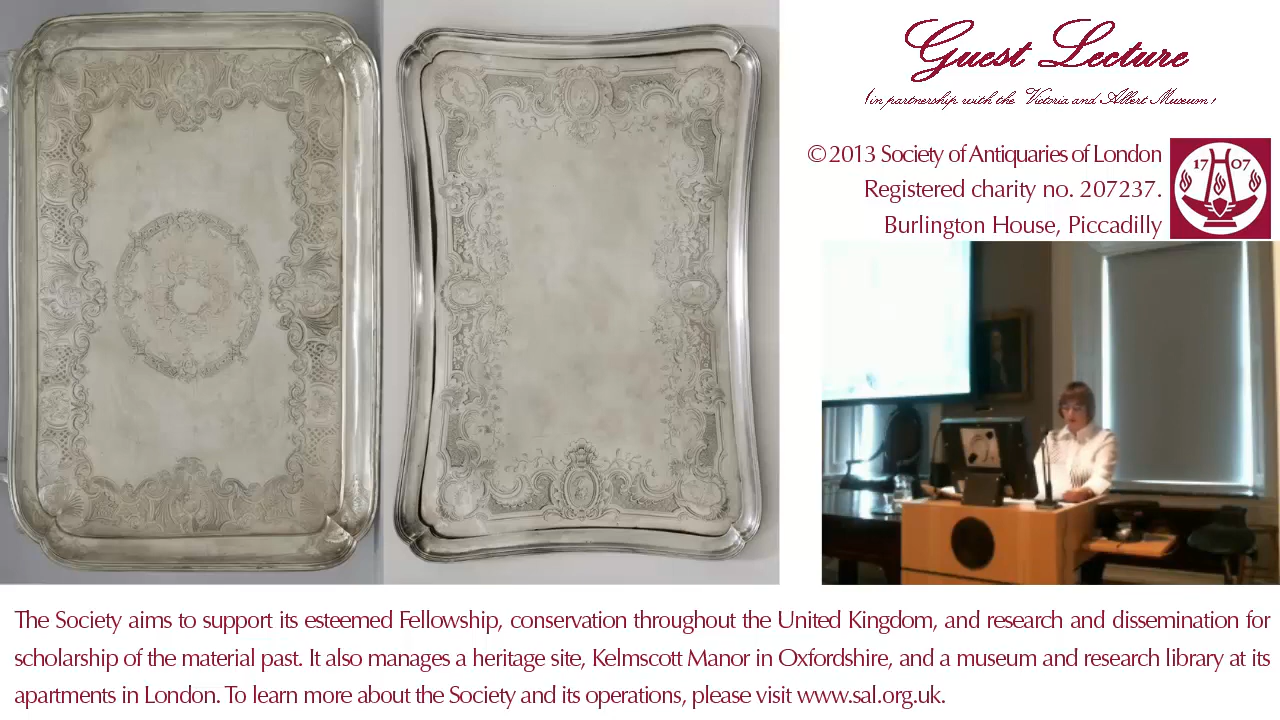 Guest Lecture
(in partnership with the Victoria and Albert Museum)
© 2013 Society of Antiquaries of London
Registered charity no. 207237.
Burlington House, Piccadilly
17 07
The Society aims to support its esteemed Fellowship, conservation throughout the United Kingdom, and research and dissemination for
scholarship of the material past. It also manages a heritage site, Kelmscott Manor in Oxfordshire, and a museum and research library at its
apartments in London. To learn more about the Society and its operations, please visit www.sal.org.uk.